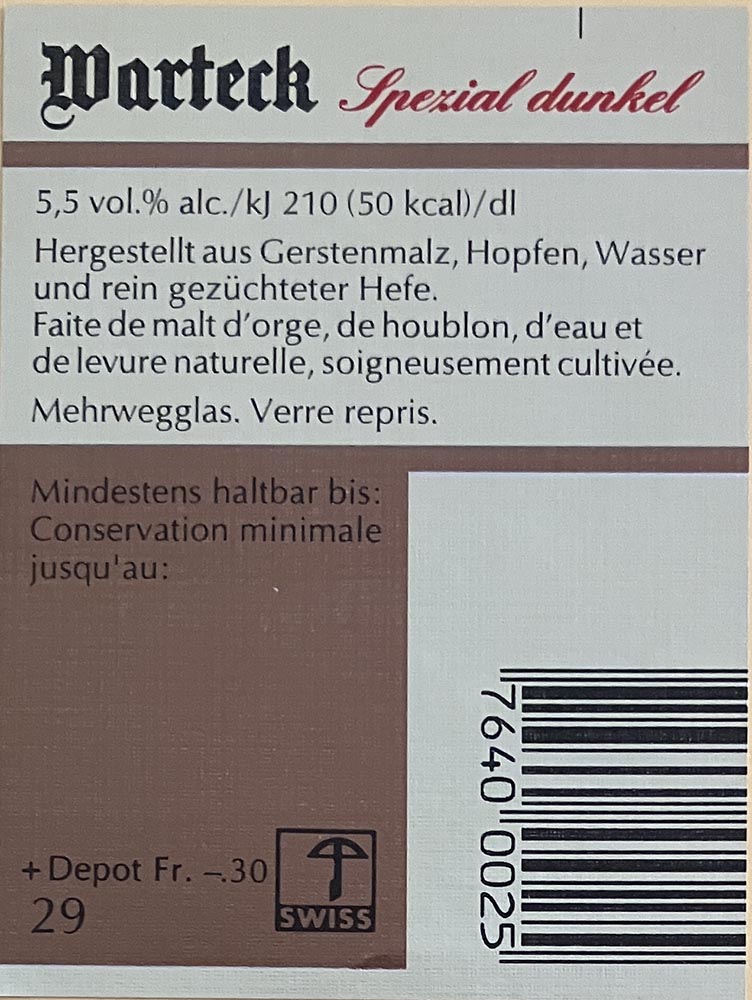 Warteck Spezial dunkel
5,5 vol.% alc./kJ 210 (50 kcal)/dl
Hergestellt aus Gerstenmalz, Hopfen, Wasser
und rein gezüchteter Hefe.
Faite de malt d'orge, de houblon, d'eau et
de levure naturelle, soigneusement cultivée.
Mehrwegglas. Verre repris.
Mindestens haltbar bis:
Conservation minimale
jusqu'au:
7640 0025
+ Depot Fr. –.30
29
SWISS